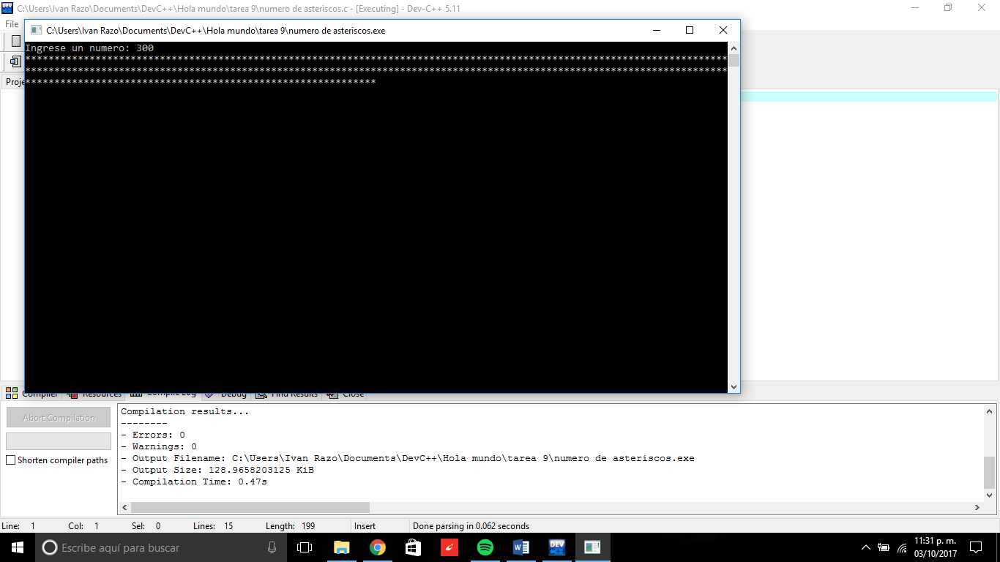 C:\Users\Ivan Razo\Documents\DevC++\Hola mundo\tarea 9\numero de asteriscos.c - [Executing] - Dev-C++ 5.11
File
C:\Users\Ivan Razo\Documents\DevC++\Hola mundo\tarea 9\numero de asteriscos.exe
Ingrese un numero: 300
************************************************************************************************************************
************************************************************************************************************************
************************************************************
Proje
Compiler Resources Compile Log Debug Find Results Close
Abort Compilation
Shorten compiler paths
Compilation results...
--------
- Errors: 0
- Warnings: 0
- Output Filename: C:\Users\Ivan Razo\Documents\DevC++\Hola mundo\tarea 9\numero de asteriscos.exe
- Output Size: 128.9658203125 KiB
- Compilation Time: 0.47s
Line: 1 Col: 1 Sel: 0 Lines: 15 Length: 199 Insert Done parsing in 0.062 seconds
Escribe aquí para buscar
11:31 p. m.
03/10/2017